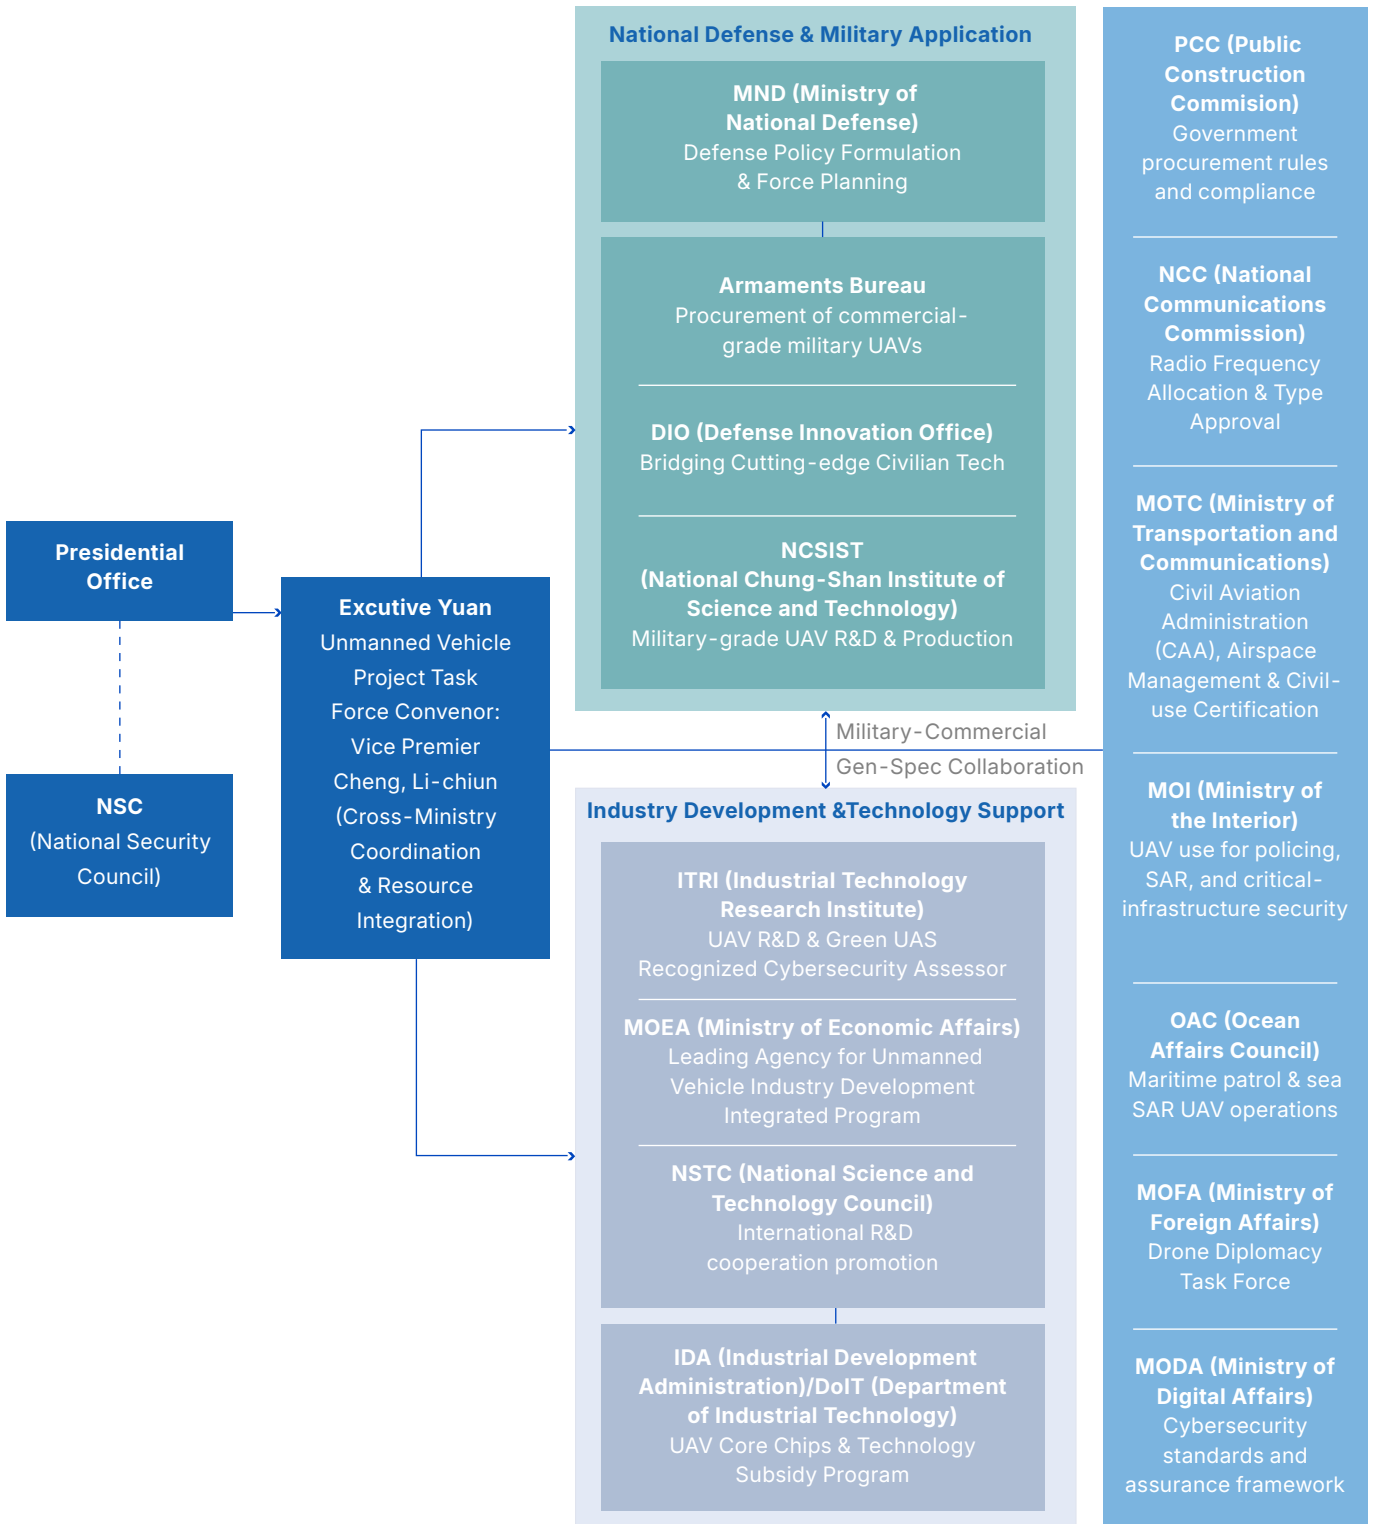 Presidential
Office
NSC
(National Security
Council)
Excutive Yuan
Unmanned Vehicle
Project Task
Force Convenor:
Vice Premier
Cheng, Li-chiun
(Cross-Ministry
Coordination
& Resource
Integration)
National Defense & Military Application
MND (Ministry of
National Defense)
Defense Policy Formulation
& Force Planning
Armaments Bureau
Procurement of commercial-
grade military UAVs
DIO (Defense Innovation Office)
Bridging Cutting-edge Civilian Tech
NCSIST
(National Chung-Shan Institute of
Science and Technology)
Military-grade UAV R&D & Production
Military-Commercial
Gen-Spec Collaboration
Industry Development &Technology Support
ITRI (Industrial Technology
Research Institute)
UAV R&D & Green UAS
Recognized Cybersecurity Assessor
MOEA (Ministry of Economic Affairs)
Leading Agency for Unmanned
Vehicle Industry Development
Integrated Program
NSTC (National Science and
Technology Council)
International R&D
cooperation promotion
IDA (Industrial Development
Administration)/DoIT (Department
of Industrial Technology)
UAV Core Chips & Technology
Subsidy Program
PCC (Public
Construction
Commision)
Government
procurement rules
and compliance
NCC (National
Communications
Commission)
Radio Frequency
Allocation & Type
Approval
MOTC (Ministry of
Transportation and
Communications)
Civil Aviation
Administration
(CAA), Airspace
Management & Civil-
use Certification
MOI (Ministry of
the Interior)
UAV use for policing,
SAR, and critical-
infrastructure security
OAC (Ocean
Affairs Council)
Maritime patrol & sea
SAR UAV operations
MOFA (Ministry of
Foreign Affairs)
Drone Diplomacy
Task Force
MODA (Ministry of
Digital Affairs)
Cybersecurity
standards and
assurance framework